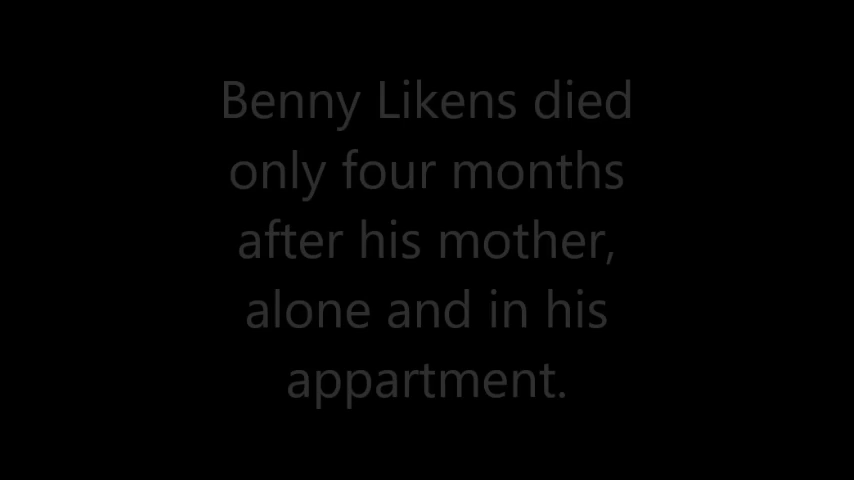 Benny Likens died
only four months
after his mother,
alone and in his
appartment.